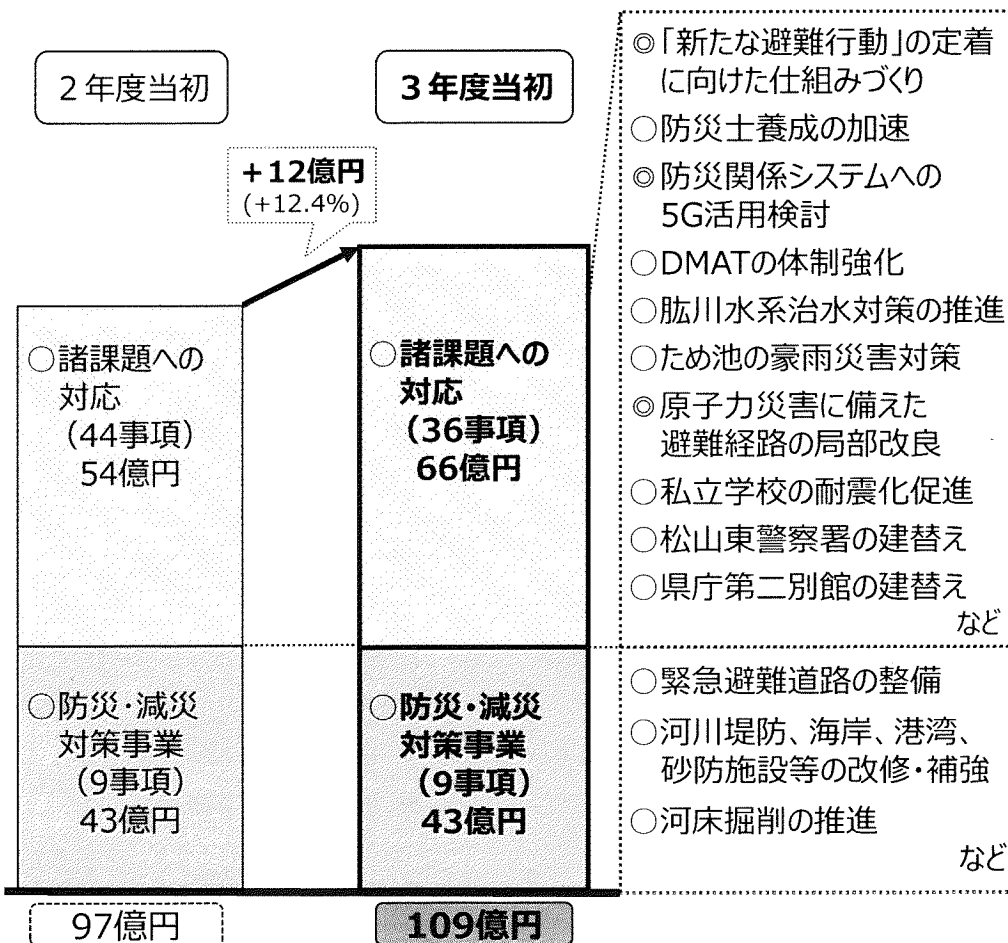 2年度当初
3年度当初
+12億円
(+12.4%)
○諸課題への
対応
(44事項)
54億円
○防災・減災
対策事業
(9事項)
43億円
97億円
○諸課題への
対応
(36事項)
66億円
○防災・減災
対策事業
(9事項)
43億円
109億円
◎「新たな避難行動」の定着
に向けた仕組みづくり
○防災士養成の加速
◎防災関係システムへの
5G活用検討
○DMATの体制強化
○肱川水系治水対策の推進
○ため池の豪雨災害対策
◎原子力災害に備えた
避難経路の局部改良
○私立学校の耐震化促進
○松山東警察署の建替え
○県庁第二別館の建替え
など
○緊急避難道路の整備
○河川堤防、海岸、港湾、
砂防施設等の改修・補強
○河床掘削の推進
など